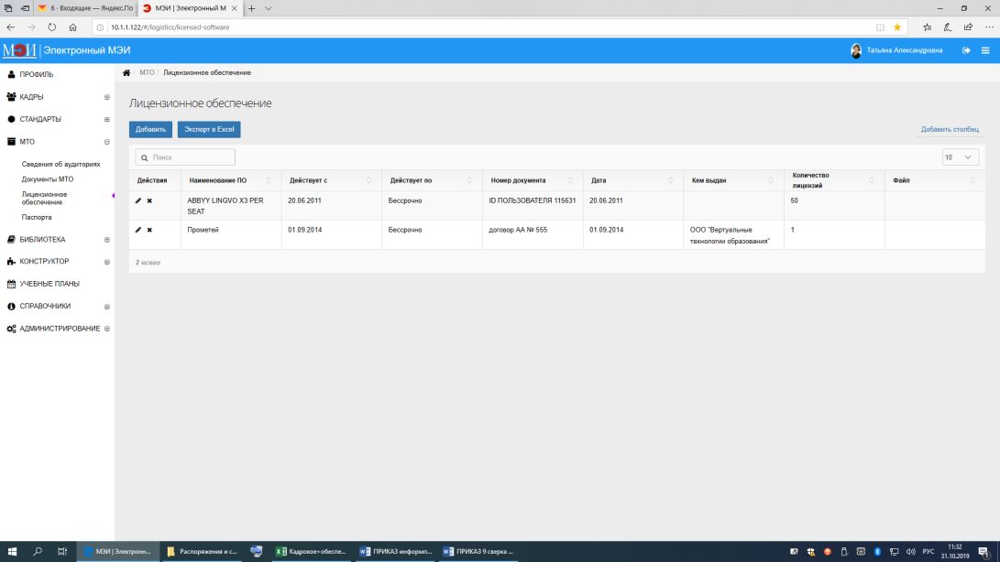 6 - Входящие — Яндекс.По
МЭИ | Электронный М
10.1.1.122/#/logistics/licensed-software
МЭИ | Электронный МЭИ
Татьяна Александровна
ПРОФИЛЬ
КАДРЫ
СТАНДАРТЫ
МТО
Сведения об аудиториях
Документы МТО
Лицензионное
обеспечение
Паспорта
БИБЛИОТЕКА
КОНСТРУКТОР
УЧЕБНЫЕ ПЛАНЫ
СПРАВОЧНИКИ
АДМИНИСТРИРОВАНИЕ
/ МТО / Лицензионное обеспечение
Лицензионное обеспечение
Добавить
Экспорт в Excel
Добавить столбец
Поиск
10
Действия Наименование ПО Действует с Действует по Номер документа Дата Кем выдан Количество лицензий Файл
ABBYY LINGVO X3 PER SEAT 20.06.2011 Бессрочно ID ПОЛЬЗОВАТЕЛЯ 115631 20.06.2011 50
Прометей 01.09.2014 Бессрочно договор АА № 555 01.09.2014 ООО "Вертуальные технологии образования" 1
2 всего
МЭИ | Электронн...
Распоряжения и с...
Кадровое+обеспе...
ПРИКАЗ информп...
ПРИКАЗ 9 сверка ...
РУС
11:32
31.10.2019